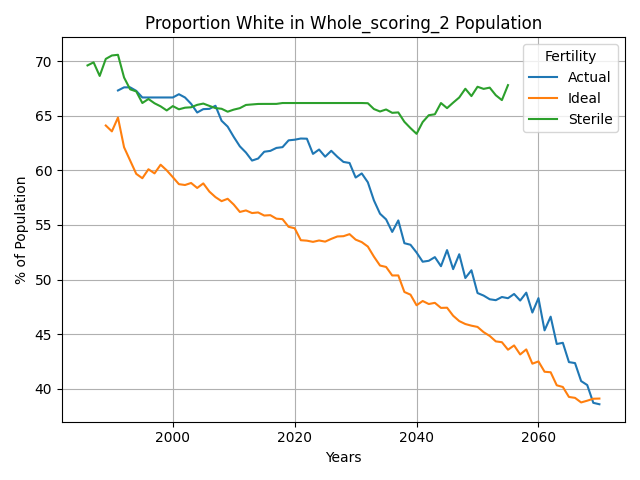 Proportion White in Whole_scoring_2 Population
Fertility
Actual
Ideal
Sterile
% of Population
70
65
60
55
50
45
40
2000
2020
2040
2060
Years